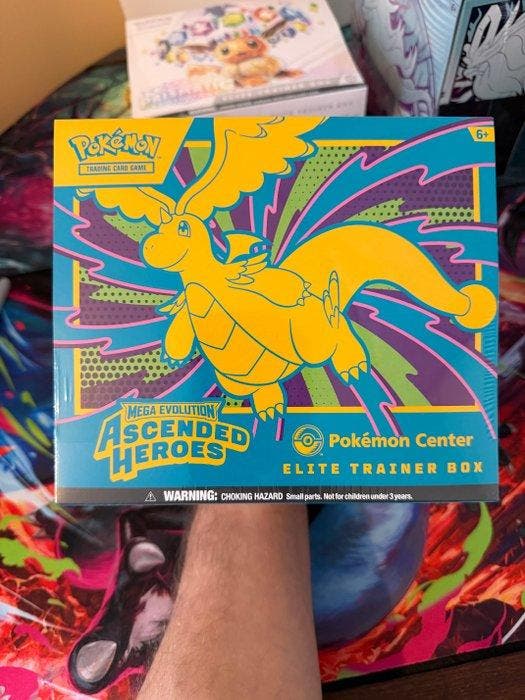 POKéMON
TRADING CARD GAME
6+
MEGA EVOLUTION
ASCENDED
HEROES
Pokémon Center
ELITE TRAINER BOX
WARNING: CHOKING HAZARD Small parts. Not for children under 3 years.